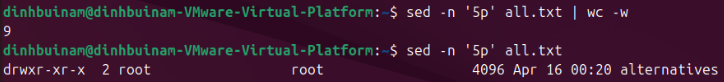 dinhbuinam@dinhbuinam-VMware-Virtual-Platform:~$ sed -n '5p' all.txt | wc -w
9
dinhbuinam@dinhbuinam-VMware-Virtual-Platform:~$ sed -n '5p' all.txt
drwxr-xr-x  2 root             root               4096 Apr 16 00:20 alternatives